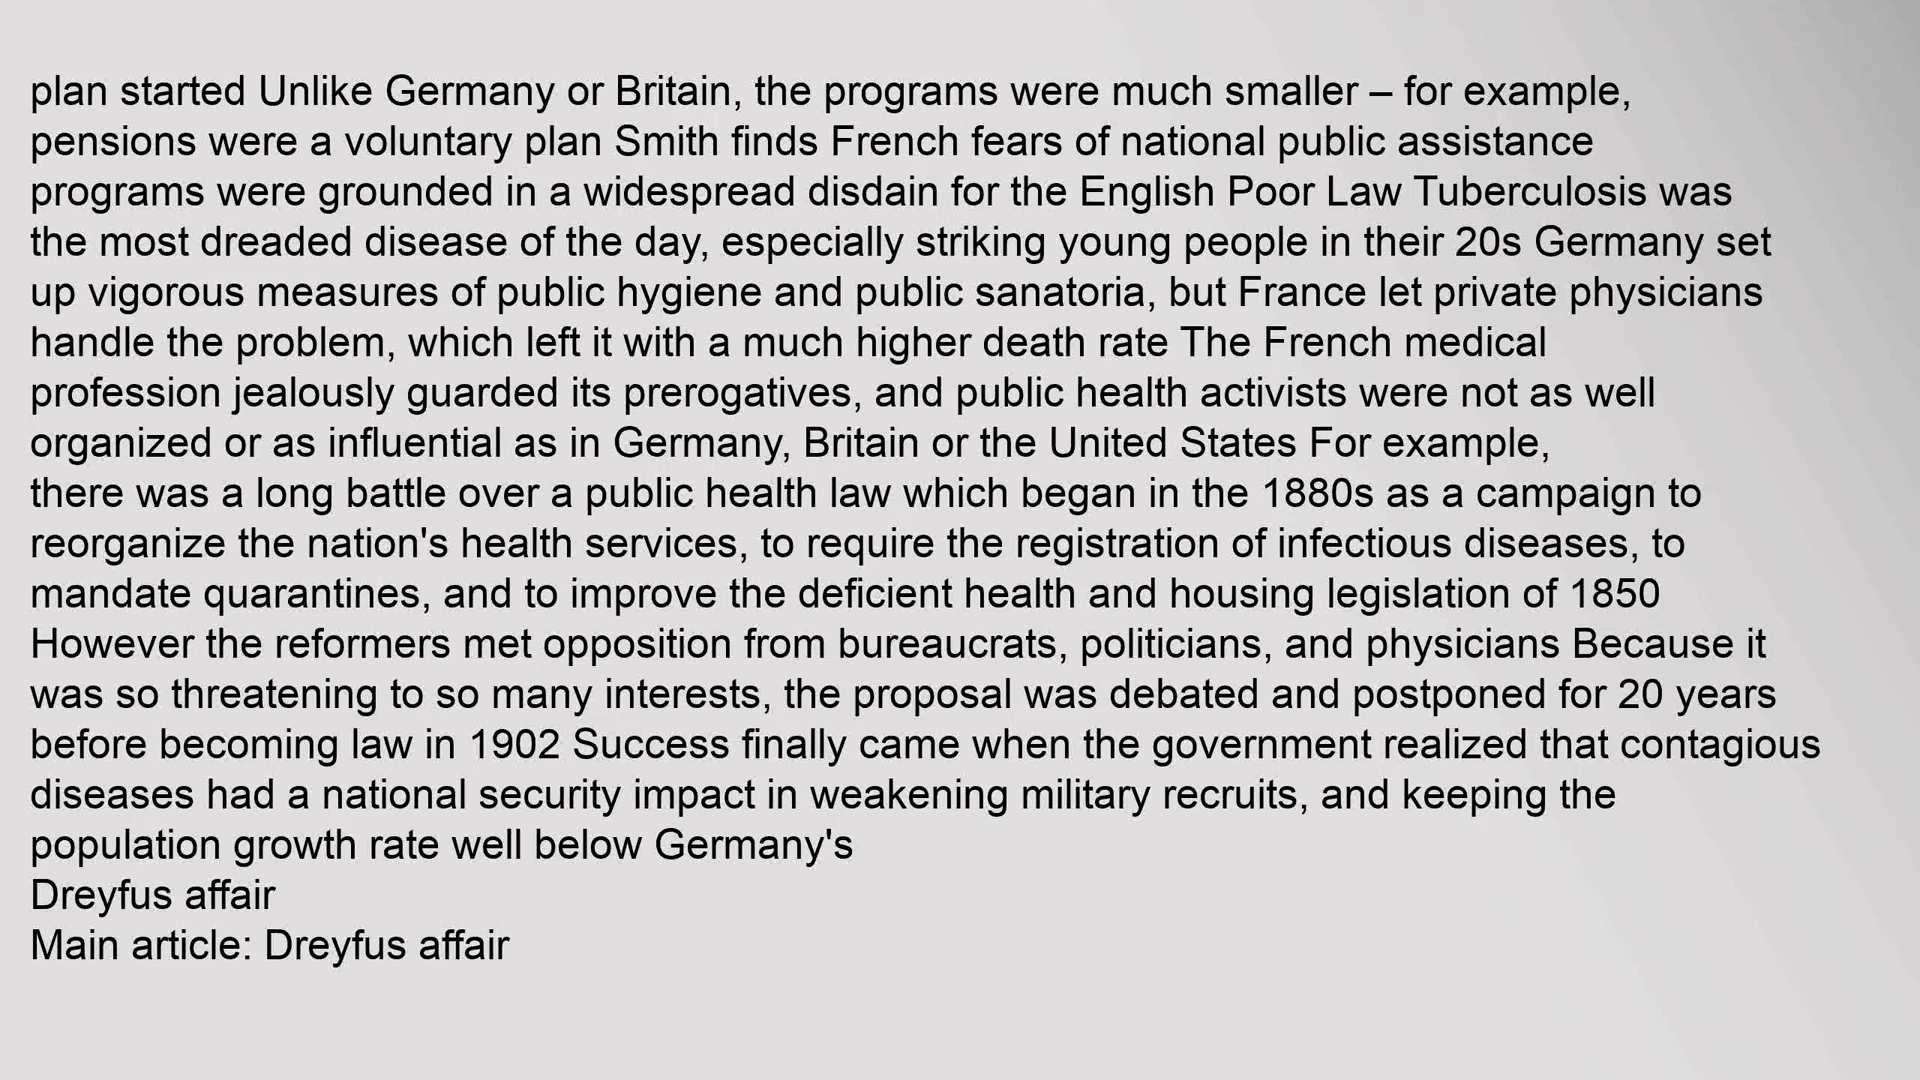 plan started Unlike Germany or Britain, the programs were much smaller – for example,
pensions were a voluntary plan Smith finds French fears of national public assistance
programs were grounded in a widespread disdain for the English Poor Law Tuberculosis was
the most dreaded disease of the day, especially striking young people in their 20s Germany set
up vigorous measures of public hygiene and public sanatoria, but France let private physicians
handle the problem, which left it with a much higher death rate The French medical
profession jealously guarded its prerogatives, and public health activists were not as well
organized or as influential as in Germany, Britain or the United States For example,
there was a long battle over a public health law which began in the 1880s as a campaign to
reorganize the nation's health services, to require the registration of infectious diseases, to
mandate quarantines, and to improve the deficient health and housing legislation of 1850
However the reformers met opposition from bureaucrats, politicians, and physicians Because it
was so threatening to so many interests, the proposal was debated and postponed for 20 years
before becoming law in 1902 Success finally came when the government realized that contagious
diseases had a national security impact in weakening military recruits, and keeping the
population growth rate well below Germany's
Dreyfus affair
Main article: Dreyfus affair